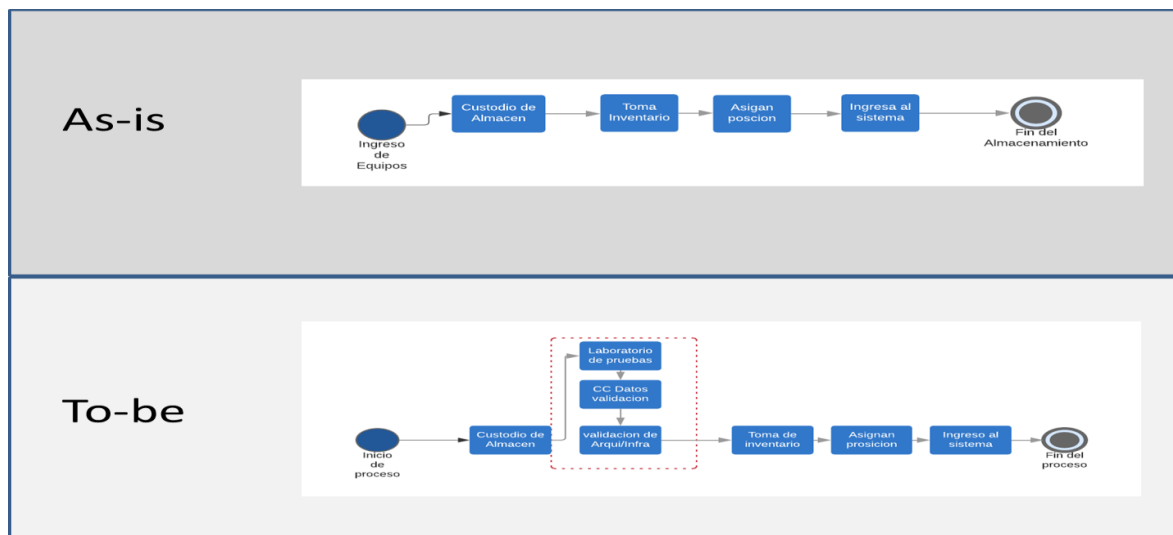 As-is
Ingreso
de
Equipos
Custodio de
Almacen
Toma
Inventario
Asigan
poscion
Ingresa al
sistema
Fin del
Almacenamiento
To-be
Inicio
de
proceso
Custodio de
Almacen
Laboratorio
de pruebas
CC Datos
validacion
validacion de
Arqui/Infra
Toma de
inventario
Asignan
prosicion
Ingreso al
sistema
Fin del
proceso